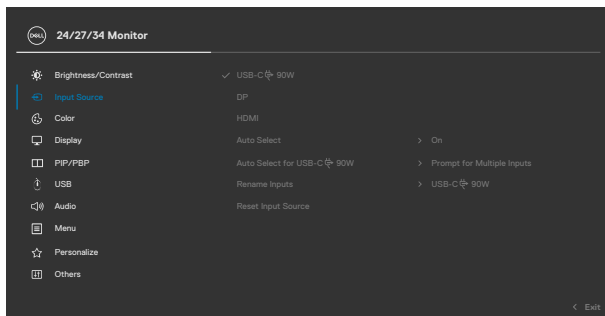 DELL 24/27/34 Monitor
Brightness/Contrast USB-C 90W
Input Source DP
Color HDMI
Display Auto Select > On
PIP/PBP Auto Select for USB-C 90W > Prompt for Multiple Inputs
USB Rename Inputs > USB-C 90W
Audio Reset Input Source
Menu
Personalize
Others
< Exit